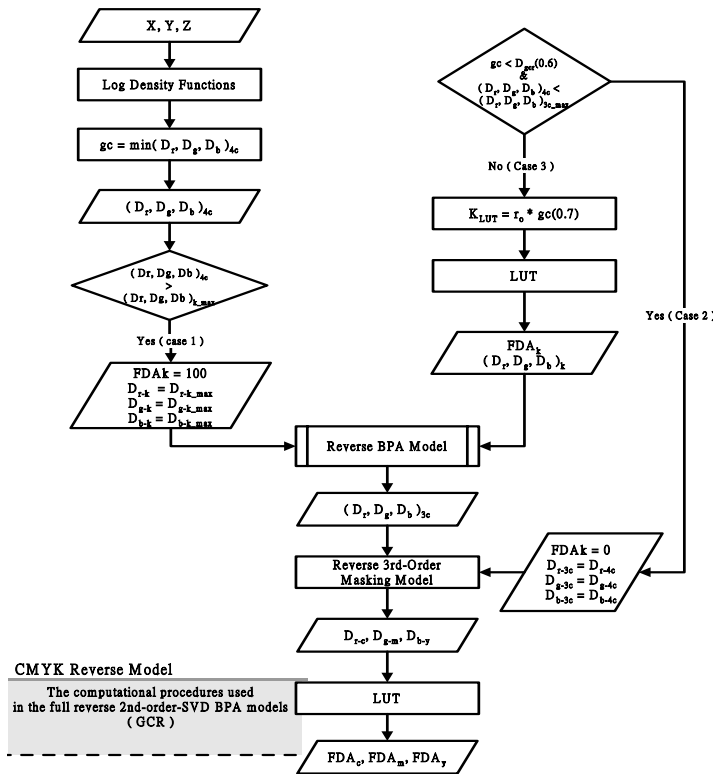 X, Y, Z
Log Density Functions
gc = min( Dr, Dg, Db )4c
( Dr, Dg, Db )4c
( Dr, Dg, Db )4c
>
( Dr, Dg, Db )k_max
Yes ( case 1 )
FDAk = 100
Dr-k = Dr-k_max
Dg-k = Dg-k_max
Db-k = Db-k_max
gc < Dgcr(0.6)
&
( Dr, Dg, Db )4c <
( Dr, Dg, Db )3c_max
No ( Case 3 )
KLUT = ro * gc(0.7)
LUT
FDAk
( Dr, Dg, Db )k
Yes ( Case 2 )
Reverse BPA Model
( Dr, Dg, Db )3c
FDAk = 0
Dr-3c = Dr-4c
Dg-3c = Dg-4c
Db-3c = Db-4c
Reverse 3rd-Order
Masking Model
Dr-c, Dg-m, Db-y
CMYK Reverse Model
The computational procedures used
in the full reverse 2nd-order-SVD BPA models
( GCR )
LUT
FDAc, FDAm, FDAy